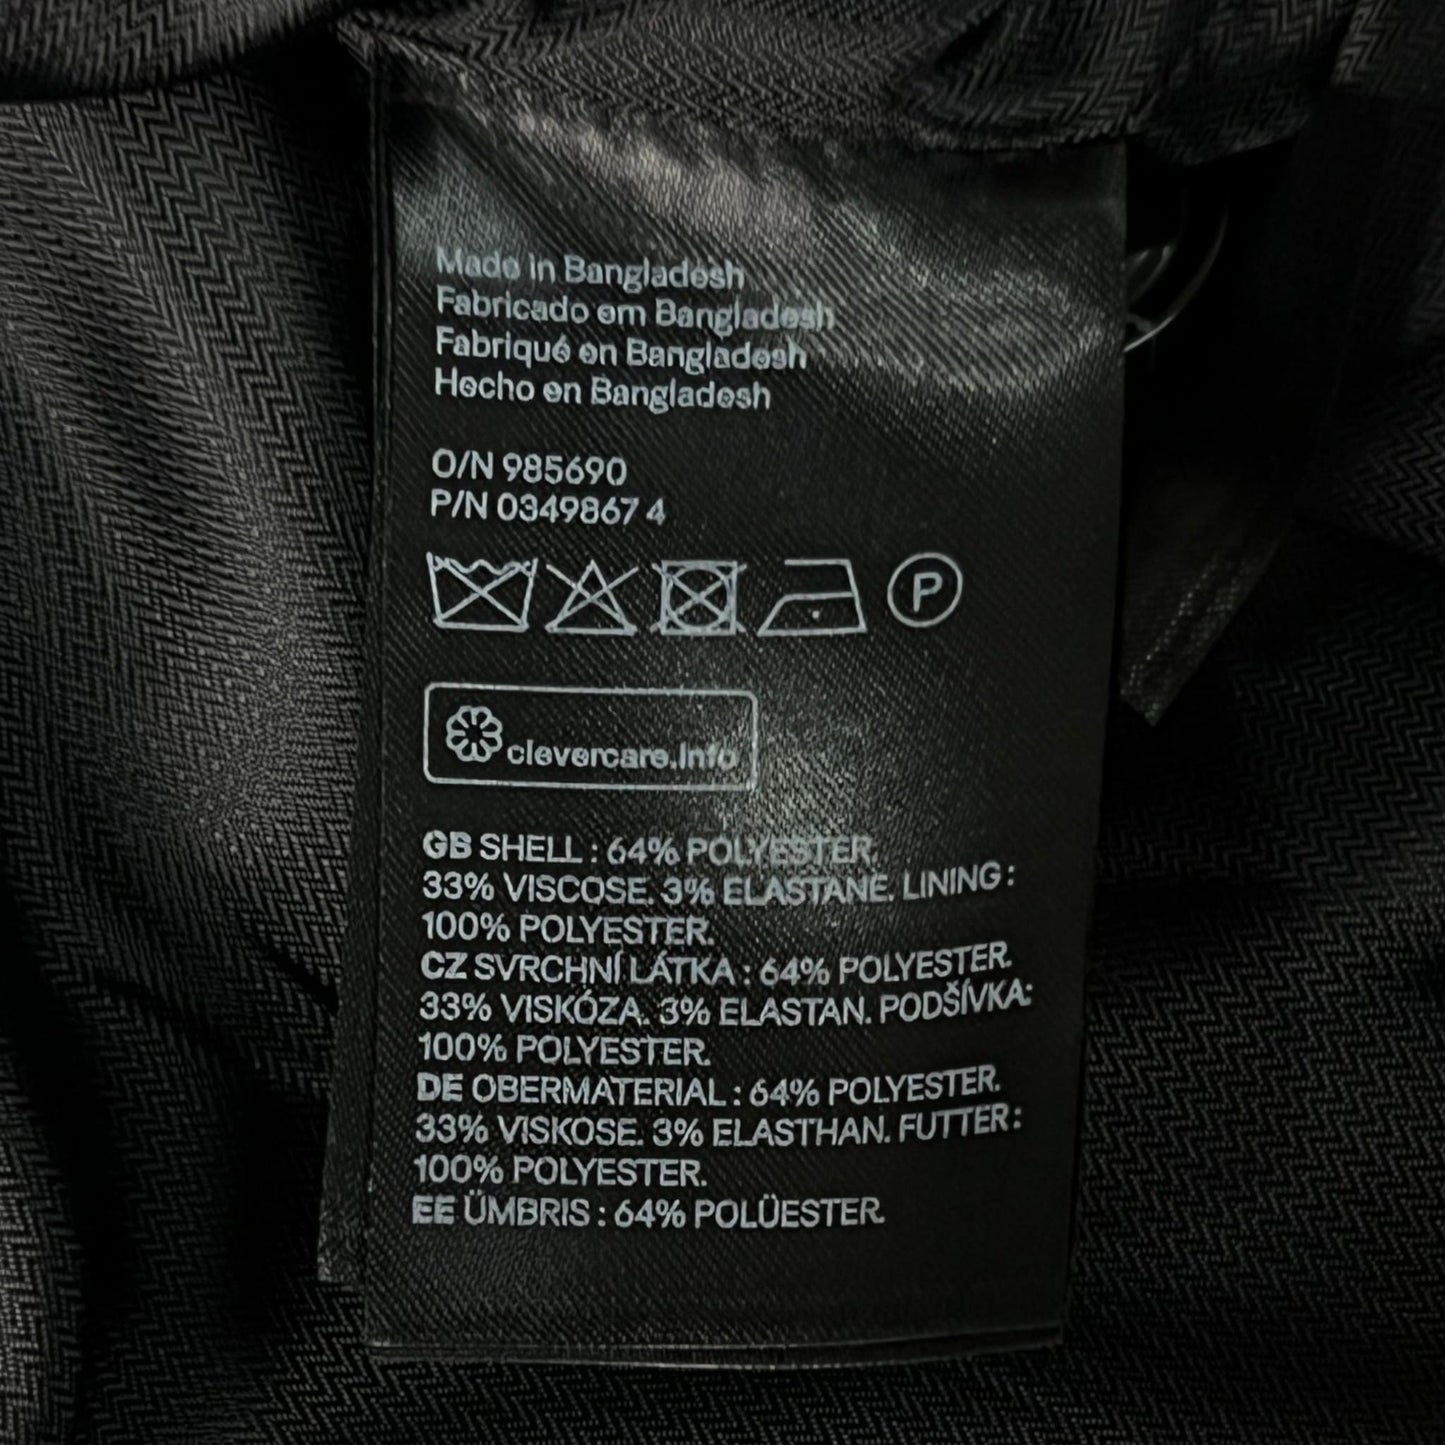 Made in Bangladesh
Fabricado em Bangladesh
Fabriqué en Bangladesh
Hecho en Bangladesh
O/N 985690
P/N 0349867 4
P
clevercare.info
GB SHELL : 64% POLYESTER.
33% VISCOSE. 3% ELASTANE. LINING :
100% POLYESTER.
CZ SVRCHNÍ LÁTKA : 64% POLYESTER.
33% VISKÓZA. 3% ELASTAN. PODŠÍVKA:
100% POLYESTER.
DE OBERMATERIAL : 64% POLYESTER.
33% VISKOSE. 3% ELASTHAN. FUTTER :
100% POLYESTER.
EE ÜMBRIS : 64% POLÜESTER.